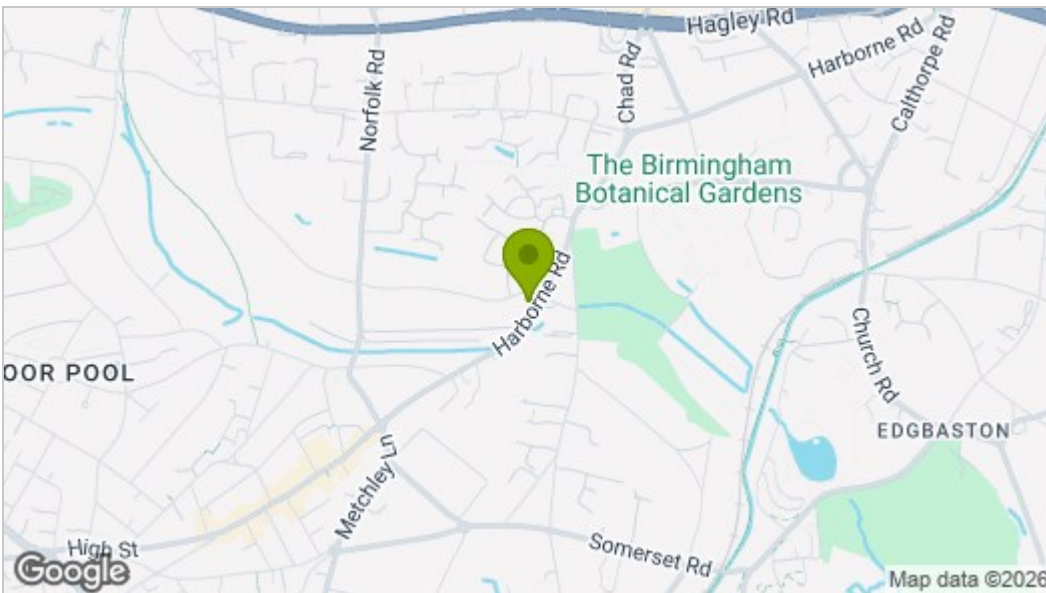 Hagley Rd
Harborne Rd
Calthorpe Rd
Chad Rd
Norfolk Rd
The Birmingham
Botanical Gardens
Harborne Rd
Church Rd
OOR POOL
EDGBASTON
Metchley Ln
High St
Somerset Rd
Google
Map data ©2026